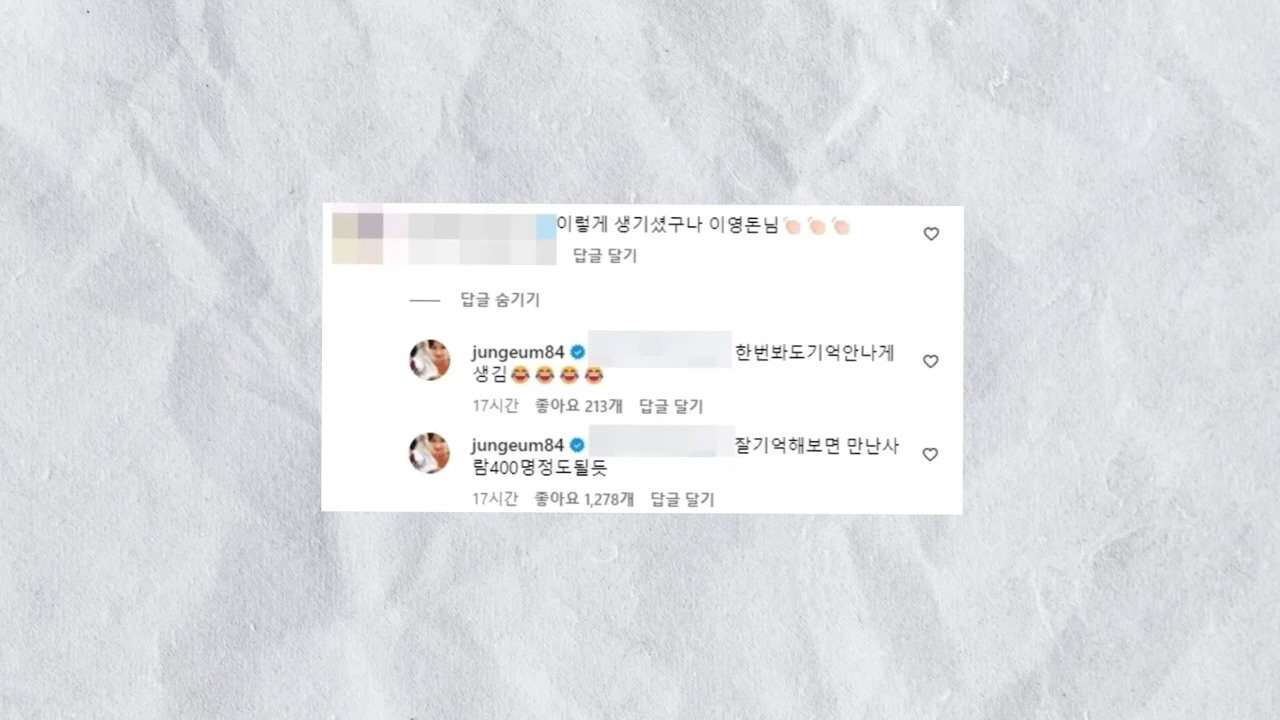 이렇게 생기셨구나 이영돈님👏🏻👏🏻👏🏻
답글 달기
답글 숨기기
jungeum84 한번봐도기억안나게
생김😂😂😂😂
17시간 좋아요 213개 답글 달기
jungeum84 잘기억해보면 만난사
람400명정도될듯
17시간 좋아요 1,278개 답글 달기